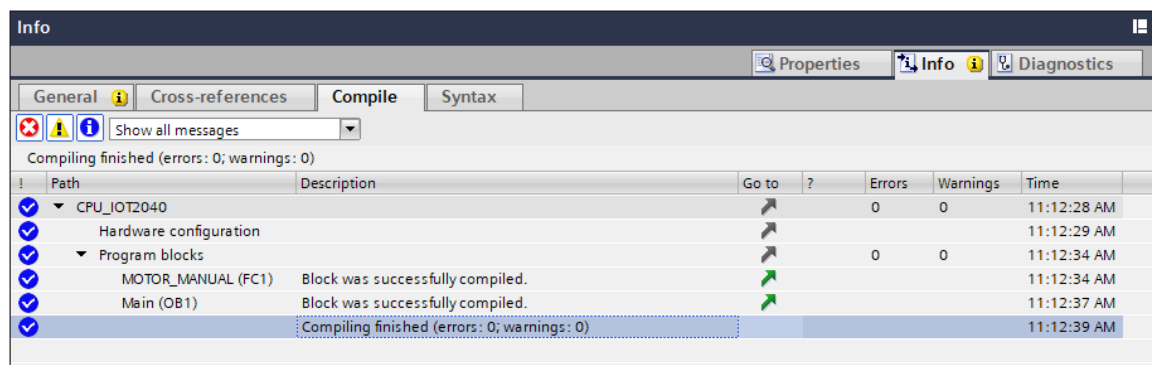 Info
Properties Info Diagnostics
General Cross-references Compile Syntax
Show all messages
Compiling finished (errors: 0; warnings: 0)
! Path Description Go to ? Errors Warnings Time
CPU_IOT2040 0 0 11:12:28 AM
Hardware configuration 11:12:29 AM
Program blocks 0 0 11:12:34 AM
MOTOR_MANUAL (FC1) Block was successfully compiled. 11:12:34 AM
Main (OB1) Block was successfully compiled. 11:12:37 AM
Compiling finished (errors: 0; warnings: 0) 11:12:39 AM